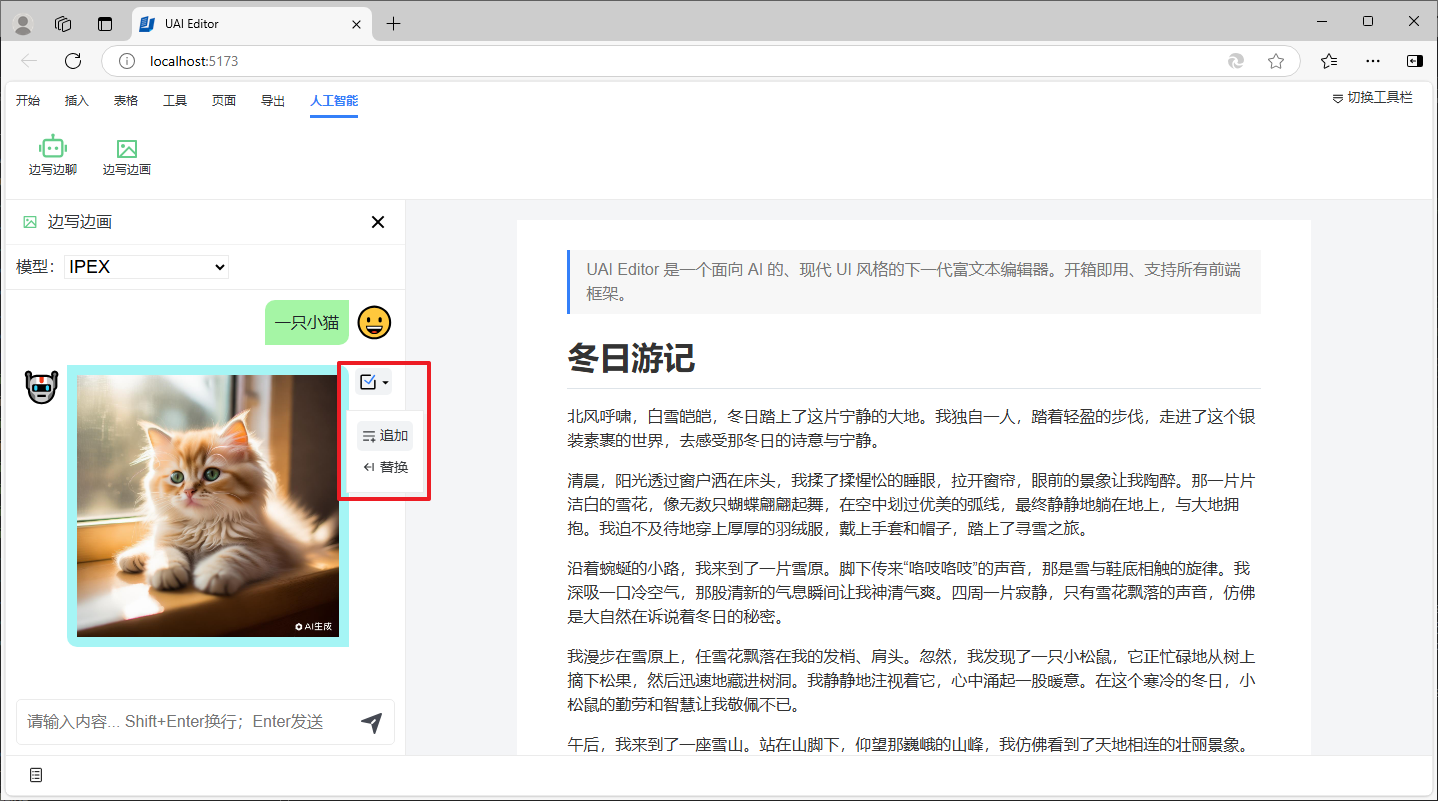 UAI Editor
localhost:5173
开始 插入 表格 工具 页面 导出 人工智能
切换工具栏
边写边聊 边写边画
边写边画
模型： IPEX
一只小猫
追加
替换
AI生成
请输入内容... Shift+Enter换行；Enter发送
UAI Editor 是一个面向 AI 的、现代 UI 风格的下一代富文本编辑器。开箱即用、支持所有前端
框架。
冬日游记
北风呼啸，白雪皑皑，冬日踏上了这片宁静的大地。我独自一人，踏着轻盈的步伐，走进了这个银
装素裹的世界，去感受那冬日的诗意与宁静。
清晨，阳光透过窗户洒在床头，我揉了揉惺忪的睡眼，拉开窗帘，眼前的景象让我陶醉。那一片片
洁白的雪花，像无数只蝴蝶翩翩起舞，在空中划过优美的弧线，最终静静地躺在地上，与大地拥
抱。我迫不及待地穿上厚厚的羽绒服，戴上手套和帽子，踏上了寻雪之旅。
沿着蜿蜒的小路，我来到了一片雪原。脚下传来“咯吱咯吱”的声音，那是雪与鞋底相触的旋律。我
深吸一口冷空气，那股清新的气息瞬间让我神清气爽。四周一片寂静，只有雪花飘落的声音，仿佛
是大自然在诉说着冬日的秘密。
我漫步在雪原上，任雪花飘落在我的发梢、肩头。忽然，我发现了一只小松鼠，它正忙碌地从树上
摘下松果，然后迅速地藏进树洞。我静静地注视着它，心中涌起一股暖意。在这个寒冷的冬日，小
松鼠的勤劳和智慧让我敬佩不已。
午后，我来到了一座雪山。站在山脚下，仰望那巍峨的山峰，我仿佛看到了天地相连的壮丽景象。